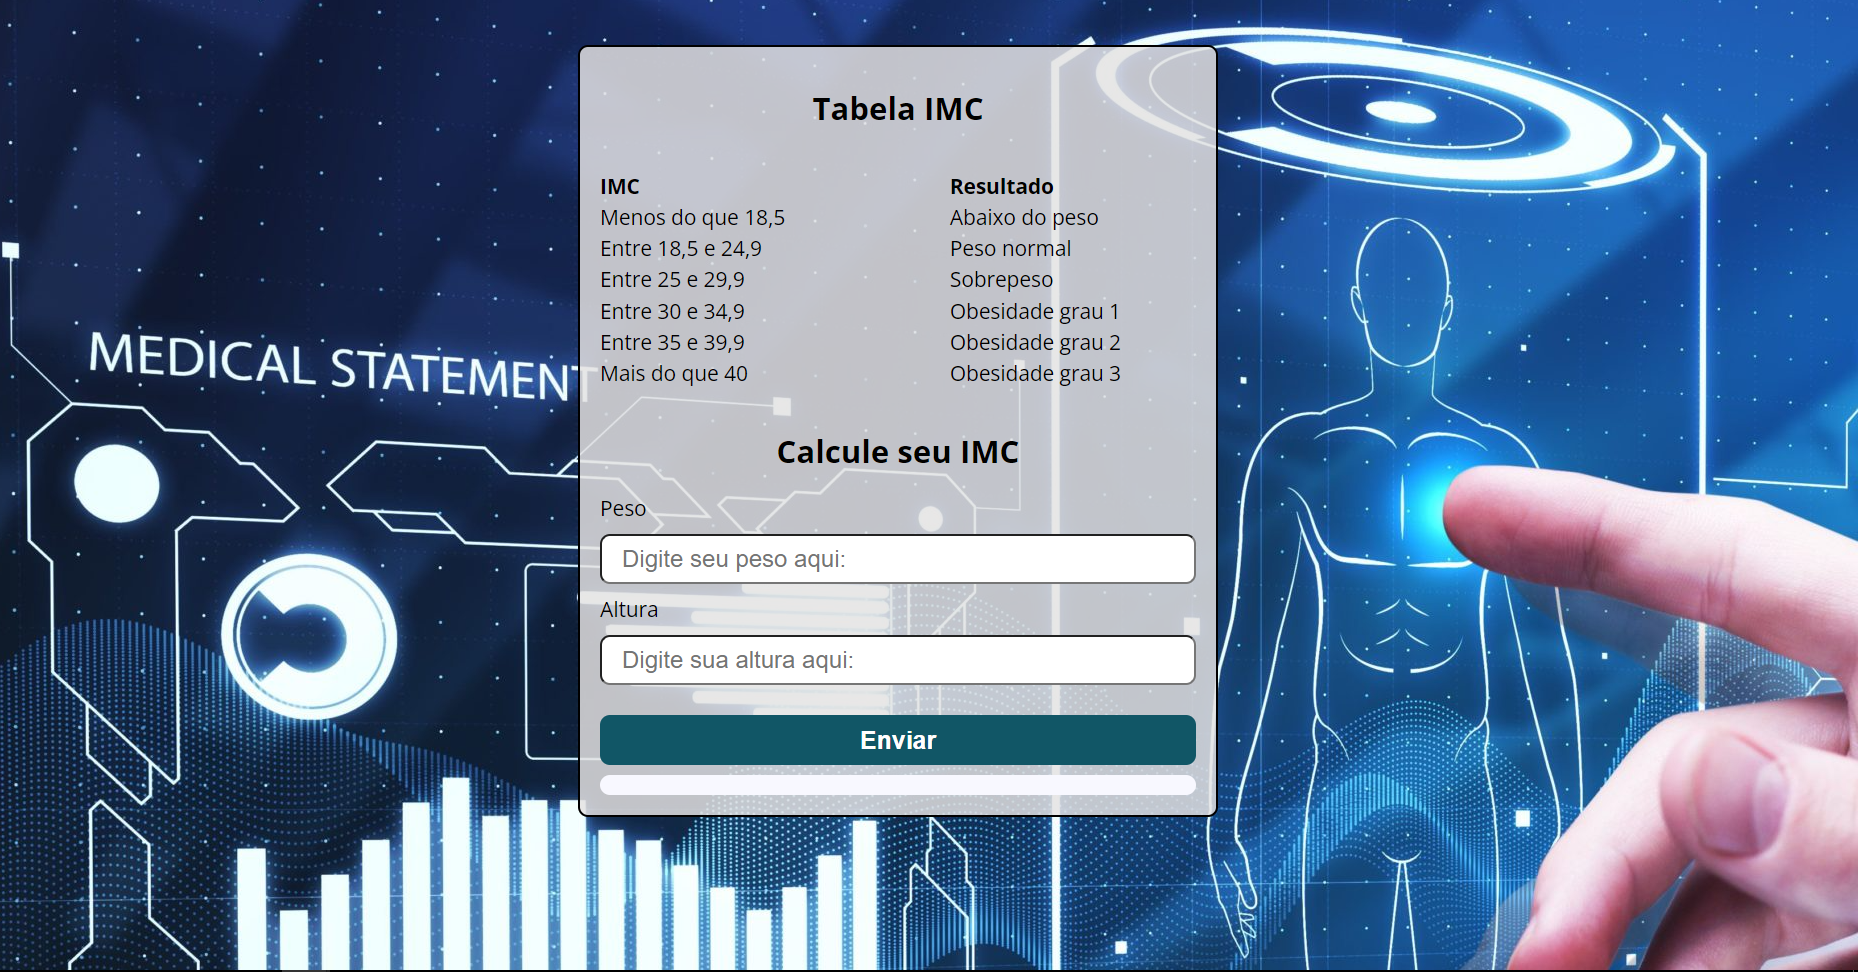 Tabela IMC
IMC Resultado
Menos do que 18,5 Abaixo do peso
Entre 18,5 e 24,9 Peso normal
Entre 25 e 29,9 Sobrepeso
Entre 30 e 34,9 Obesidade grau 1
Entre 35 e 39,9 Obesidade grau 2
Mais do que 40 Obesidade grau 3
MEDICAL STATEMENT
Calcule seu IMC
Peso
Digite seu peso aqui:
Altura
Digite sua altura aqui:
Enviar